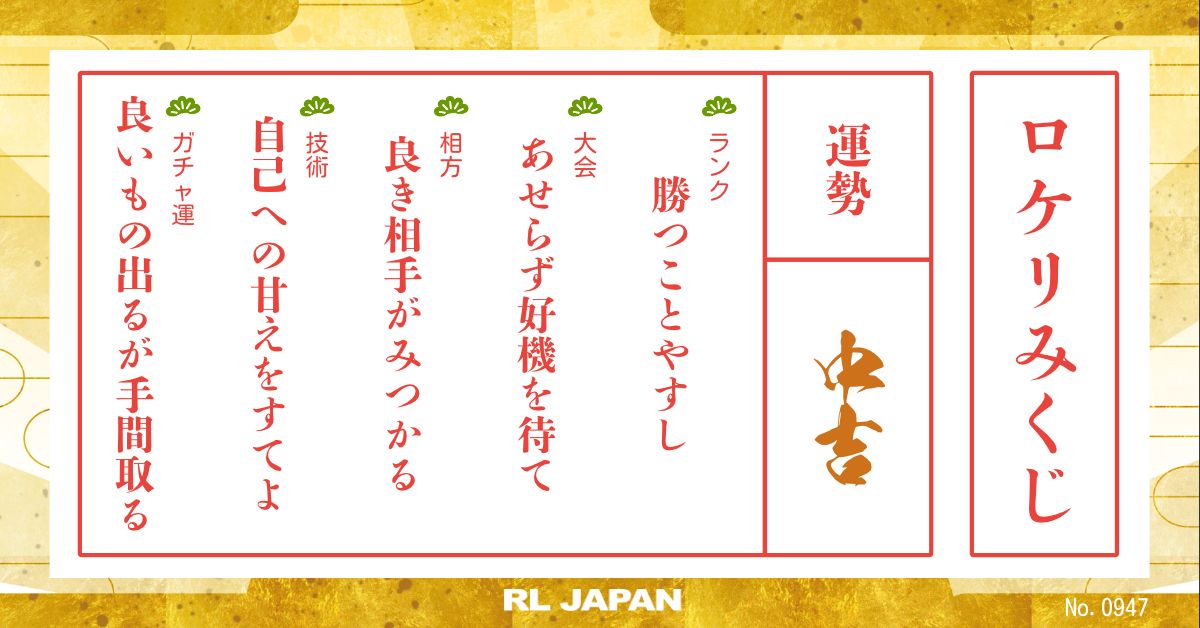 ロケリみくじ
運勢
中吉
ランク
勝つことやすし
大会
あせらず好機を待て
相方
良き相手がみつかる
技術
自己への甘えをすてよ
ガチャ運
良いもの出るが手間取る
RL JAPAN
No. 0947